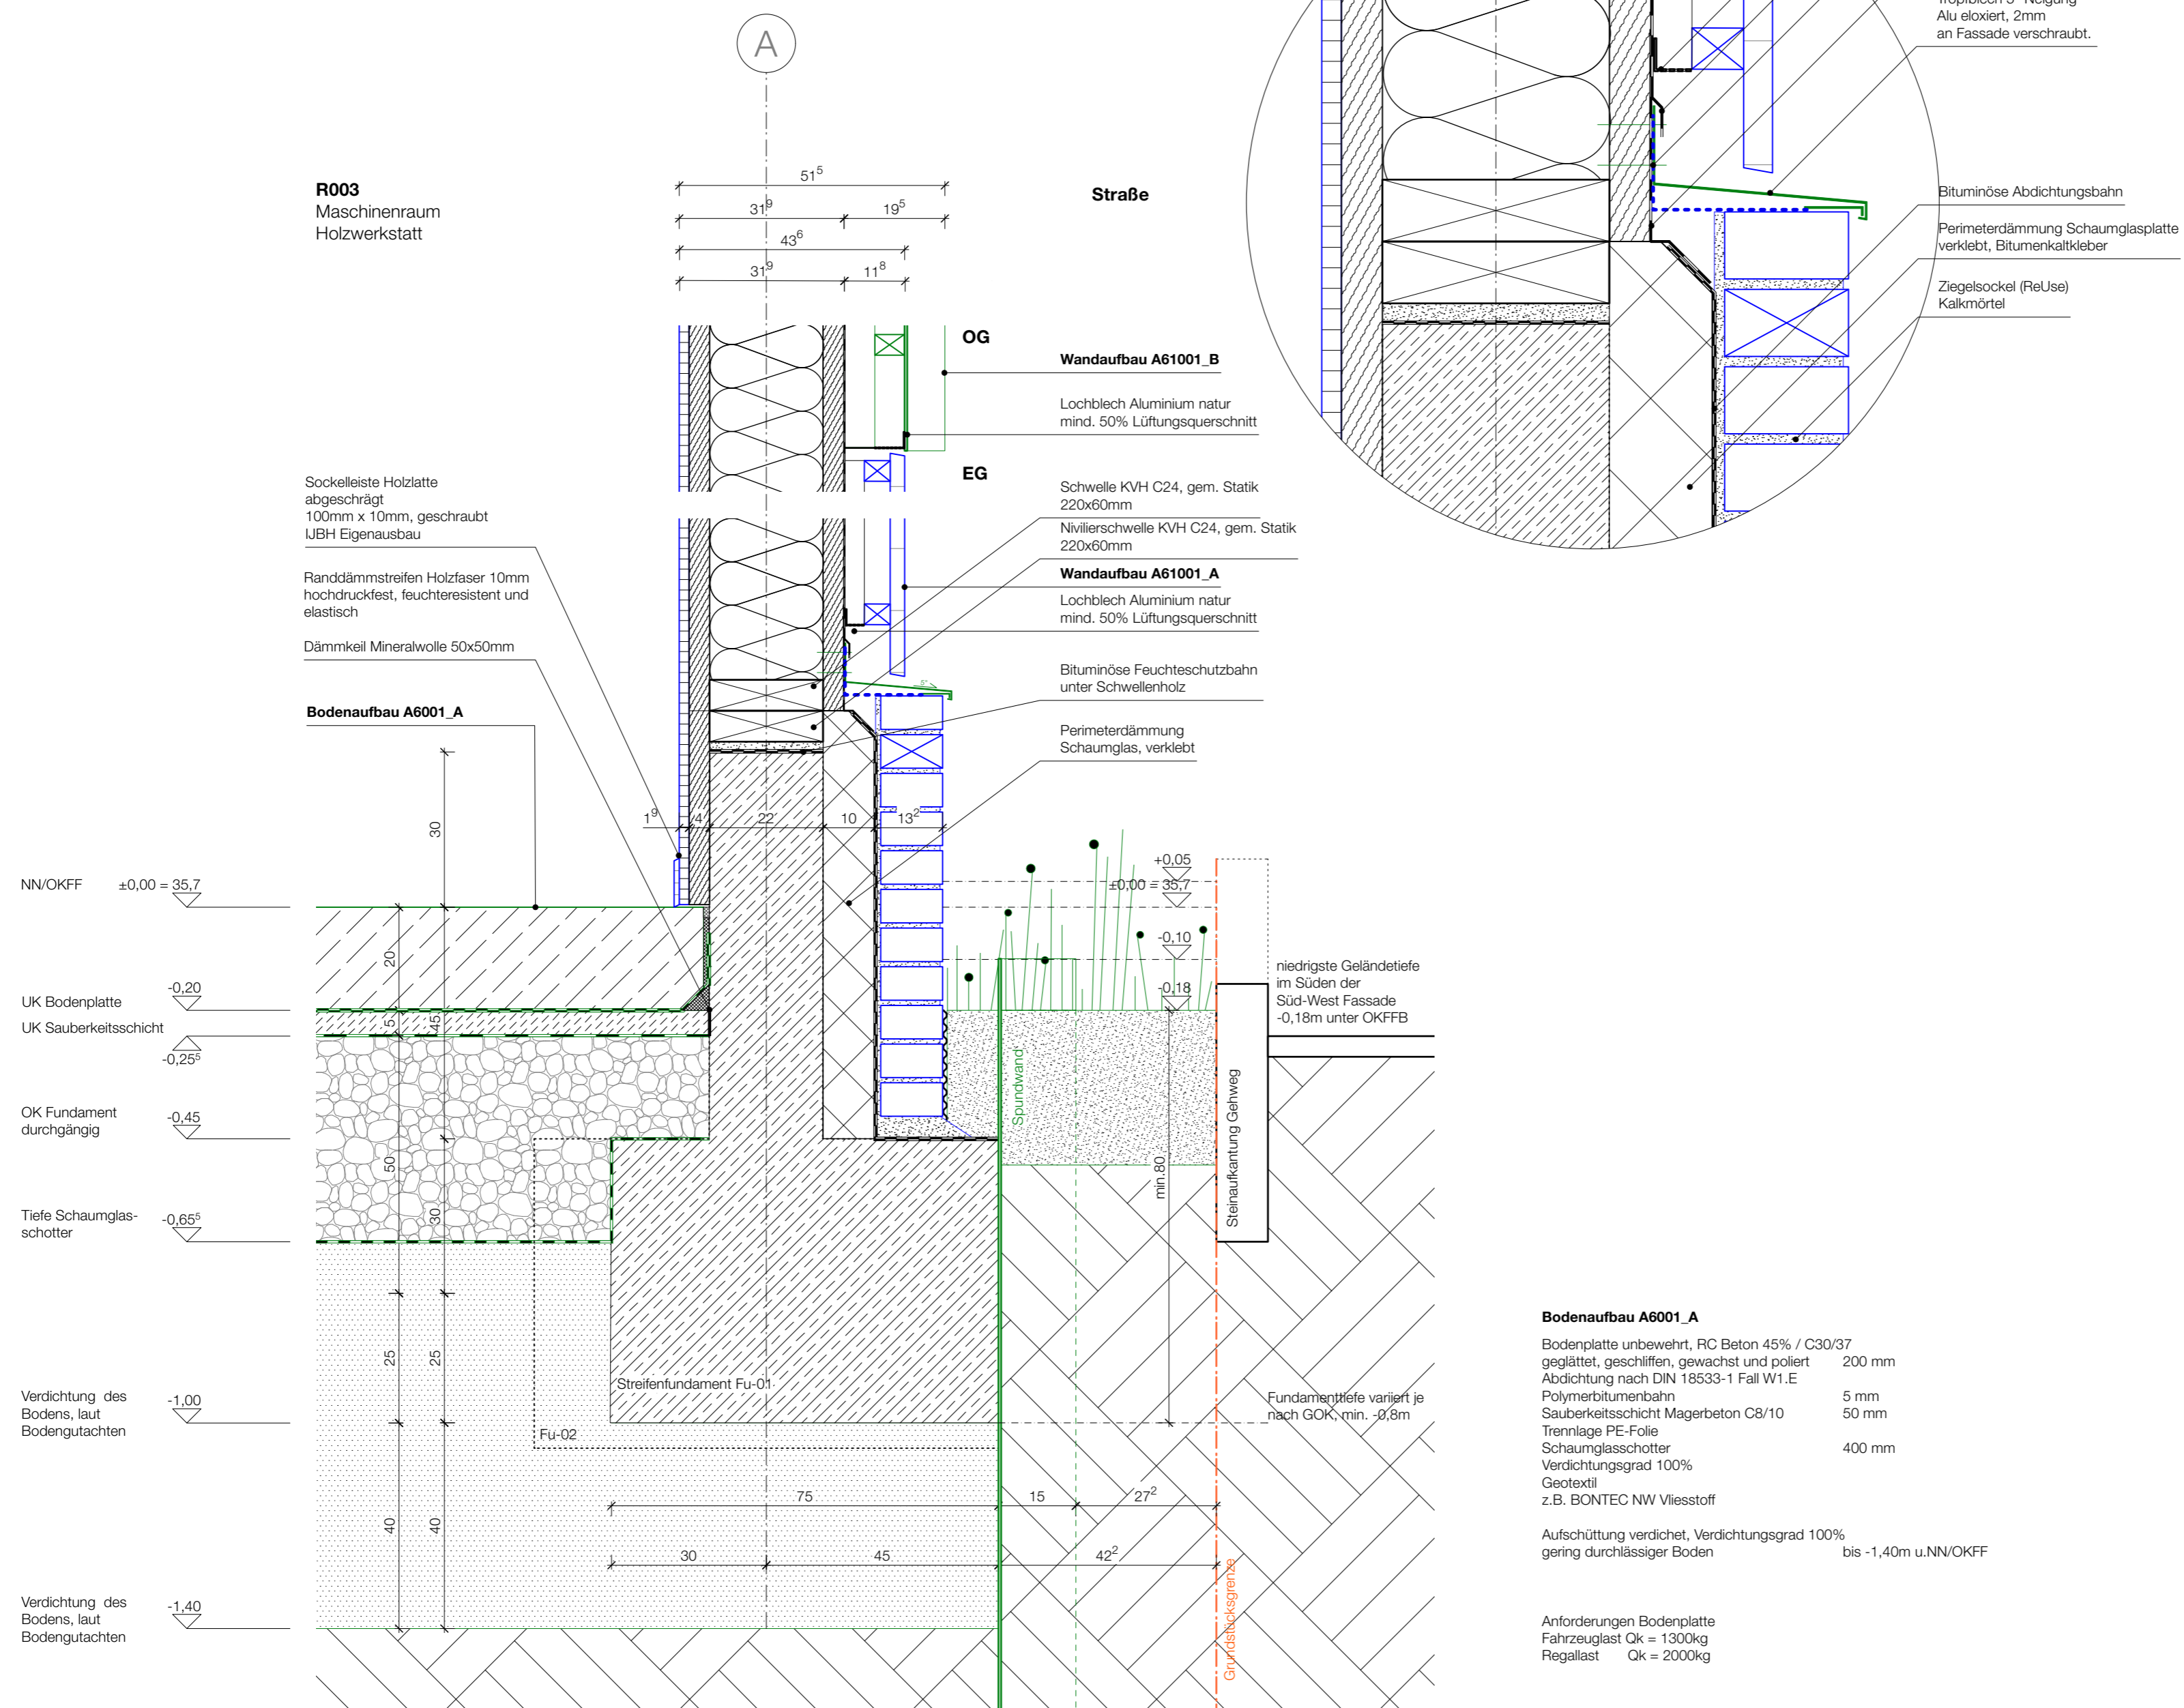 A
R003
Maschinenraum
Holzwerkstatt
51⁵
31⁹
19⁵
43⁶
31⁹
11⁸
Straße
Alu eloxiert, 2mm
an Fassade verschraubt.
Bituminöse Abdichtungsbahn
Perimeterdämmung Schaumglasplatte
verklebt, Bitumenkaltkleber
Ziegelsockel (ReUse)
Kalkmörtel
OG
Wandaufbau A61001_B
Lochblech Aluminium natur
mind. 50% Lüftungsquerschnitt
EG
Schwelle KVH C24, gem. Statik
220x60mm
Nivilierschwelle KVH C24, gem. Statik
220x60mm
Wandaufbau A61001_A
Lochblech Aluminium natur
mind. 50% Lüftungsquerschnitt
Bituminöse Feuchteschutzbahn
unter Schwellenholz
Perimeterdämmung
Schaumglas, verklebt
Sockelleiste Holzlatte
abgeschrägt
100mm x 10mm, geschraubt
IJBH Eigenausbau
Randdämmstreifen Holzfaser 10mm
hochdruckfest, feuchteresistent und
elastisch
Dämmkeil Mineralwolle 50x50mm
Bodenaufbau A6001_A
30
1⁹
4
22
10
13²
NN/OKFF ±0,00 = 35,7
UK Bodenplatte -0,20
UK Sauberkeitsschicht
-0,25⁵
OK Fundament
durchgängig
-0,45
Tiefe Schaumglas-
schotter
-0,65⁵
Verdichtung des
Bodens, laut
Bodengutachten
-1,00
Verdichtung des
Bodens, laut
Bodengutachten
-1,40
20
5
45
50
30
25
25
40
40
+0,05
±0,00 = 35,7
-0,10
-0,18
niedrigste Geländetiefe
im Süden der
Süd-West Fassade
-0,18m unter OKFFB
Spundwand
Steinaufkantung Gehweg
min.80
Streifenfundament Fu-01
Fu-02
Fundamenttiefe variiert je
nach GOK, min. -0,8m
75
15
27²
30
45
42²
Grundstücksgrenze
Bodenaufbau A6001_A
Bodenplatte unbewehrt, RC Beton 45% / C30/37
geglättet, geschliffen, gewachst und poliert 200 mm
Abdichtung nach DIN 18533-1 Fall W1.E
Polymerbitumenbahn 5 mm
Sauberkeitsschicht Magerbeton C8/10 50 mm
Trennlage PE-Folie
Schaumglasschotter 400 mm
Verdichtungsgrad 100%
Geotextil
z.B. BONTEC NW Vliesstoff
Aufschüttung verdichet, Verdichtungsgrad 100%
gering durchlässiger Boden bis -1,40m u.NN/OKFF
Anforderungen Bodenplatte
Fahrzeuglast Qk = 1300kg
Regallast Qk = 2000kg